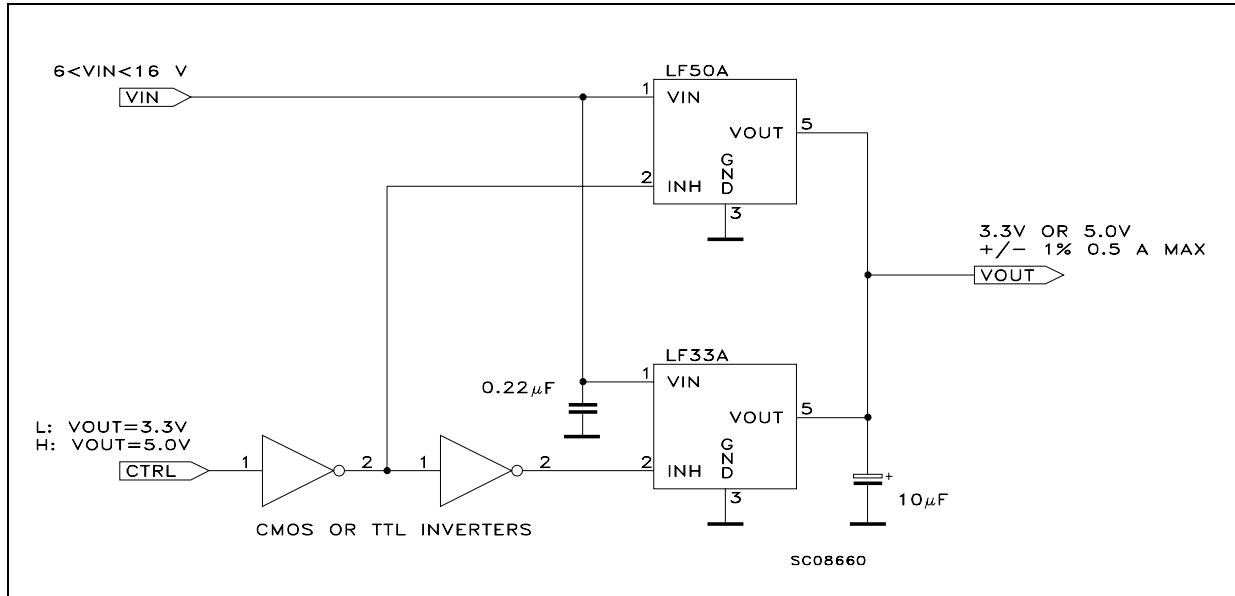 6<VIN<16 V
VIN
LF50A
1
VIN
VOUT
5
2
INH
GND
3
3.3V OR 5.0V
+/- 1% 0.5 A MAX
VOUT
LF33A
1
VIN
0.22µF
VOUT
5
L: VOUT=3.3V
H: VOUT=5.0V
CTRL
1
2
1
2
2
INH
GND
3
+
10µF
CMOS OR TTL INVERTERS
SC08660